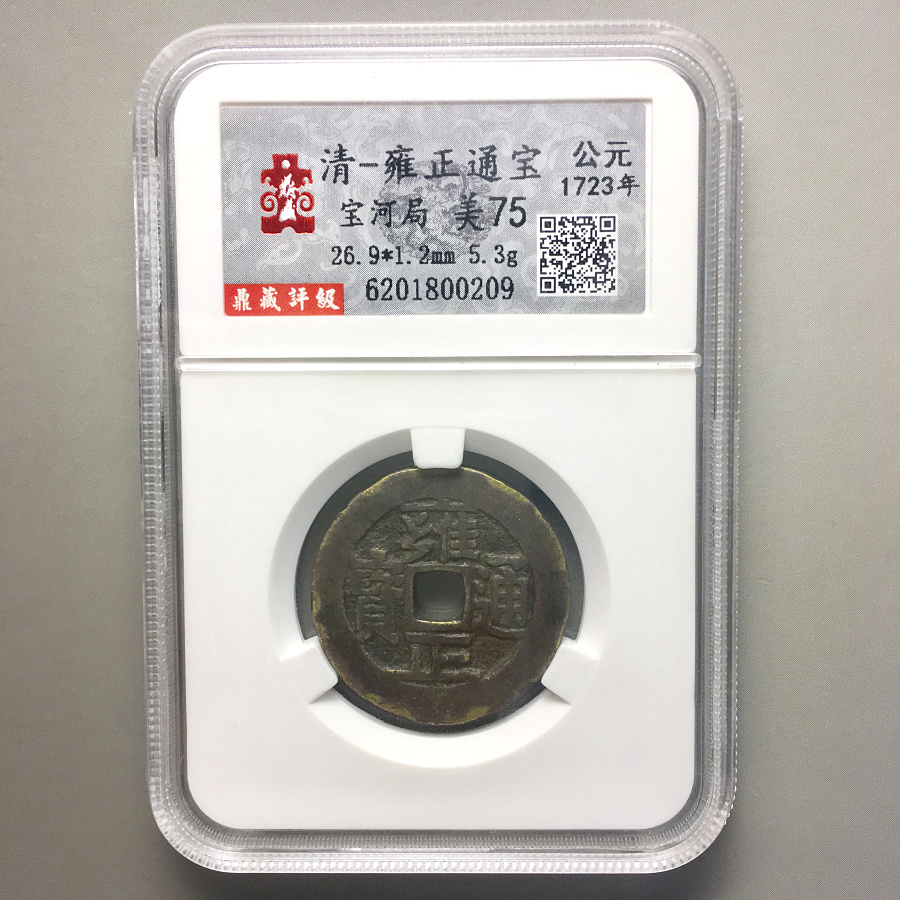 清-雍正通宝
公元
1723年
宝河局 美75
26.9*1.2mm 5.3g
鼎藏評級
6201800209
雍
寶 通
正